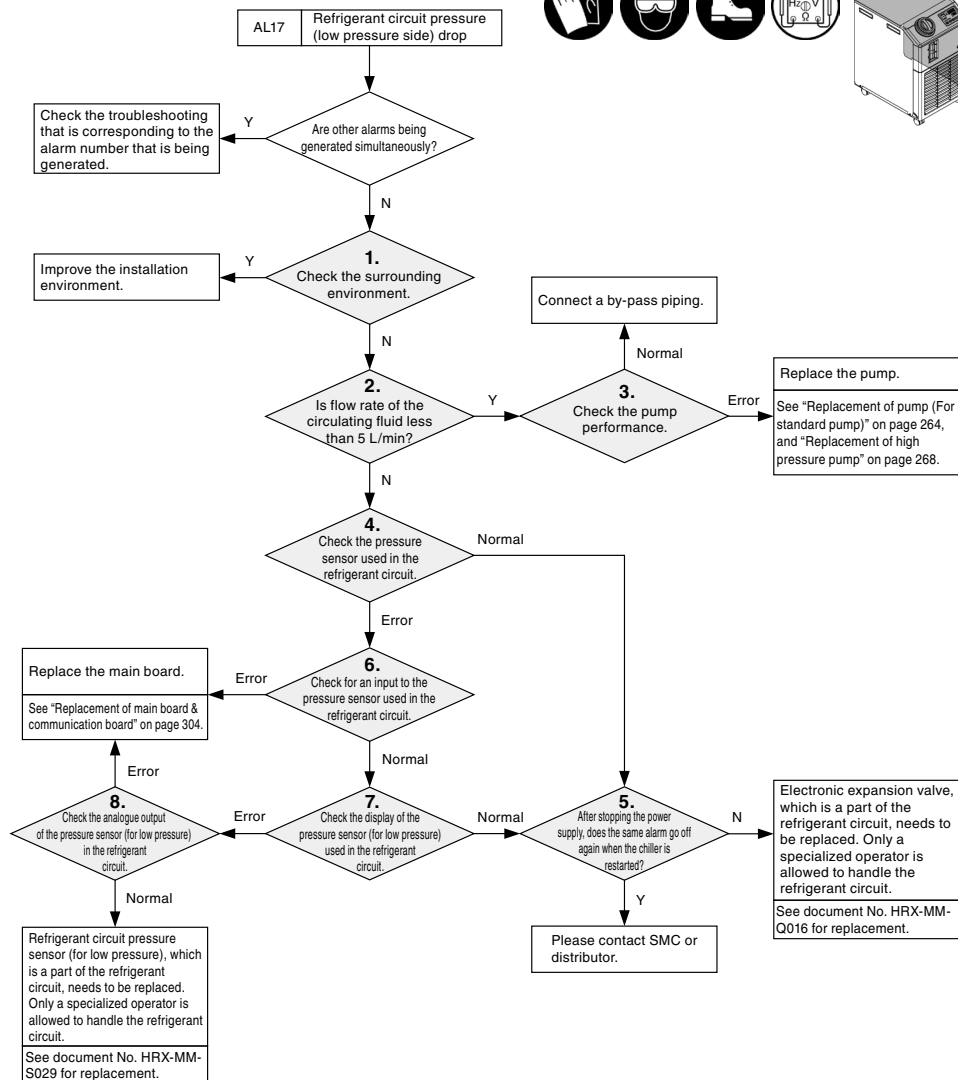 AL17
Refrigerant circuit pressure
(low pressure side) drop
Hz V
Ω
Check the troubleshooting
that is corresponding to the
alarm number that is being
generated.
Y
Are other alarms being
generated simultaneously?
N
Improve the installation
environment.
Y
1.
Check the surrounding
environment.
N
Connect a by-pass piping.
Normal
2.
Is flow rate of the
circulating fluid less
than 5 L/min?
Y
3.
Check the pump
performance.
Error
Replace the pump.
See “Replacement of pump (For
standard pump)” on page 264,
and “Replacement of high
pressure pump” on page 268.
N
4.
Check the pressure
sensor used in the
refrigerant circuit.
Normal
Error
Replace the main board.
See “Replacement of main board &
communication board” on page 304.
Error
6.
Check for an input to the
pressure sensor used in the
refrigerant circuit.
Error
Normal
8.
Check the analogue output
of the pressure sensor (for low pressure)
in the refrigerant
circuit.
Error
7.
Check the display of the
pressure sensor (for low pressure)
used in the refrigerant
circuit.
Normal
5.
After stopping the power
supply, does the same alarm go off
again when the chiller is
restarted?
N
Electronic expansion valve,
which is a part of the
refrigerant circuit, needs to
be replaced. Only a
specialized operator is
allowed to handle the
refrigerant circuit.
See document No. HRX-MM-
Q016 for replacement.
Normal
Y
Refrigerant circuit pressure
sensor (for low pressure), which
is a part of the refrigerant
circuit, needs to be replaced.
Only a specialized operator is
allowed to handle the refrigerant
circuit.
See document No. HRX-MM-
S029 for replacement.
Please contact SMC or
distributor.